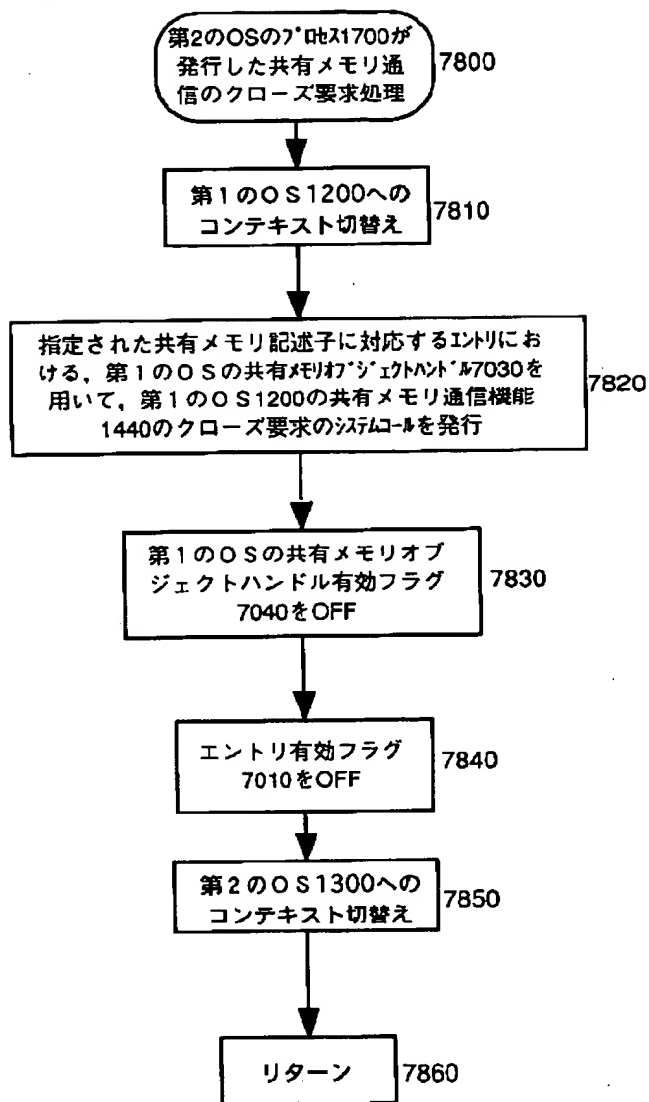 第2のOSのﾌﾟﾛｾｽ1700が
発行した共有メモリ通
信のクローズ要求処理
7800
第1のOS1200への
コンテキスト切替え
7810
指定された共有メモリ記述子に対応するｴﾝﾄﾘにお
ける，第1のOSの共有ﾒﾓﾘｵﾌﾞｼﾞｪｸﾄﾊﾝﾄﾞﾙ7030を
用いて，第1のOS1200の共有メモリ通信機能
1440のクローズ要求のｼｽﾃﾑｺｰﾙを発行
7820
第1のOSの共有メモリオブ
ジェクトハンドル有効フラグ
7040をOFF
7830
エントリ有効フラグ
7010をOFF
7840
第2のOS1300への
コンテキスト切替え
7850
リターン
7860